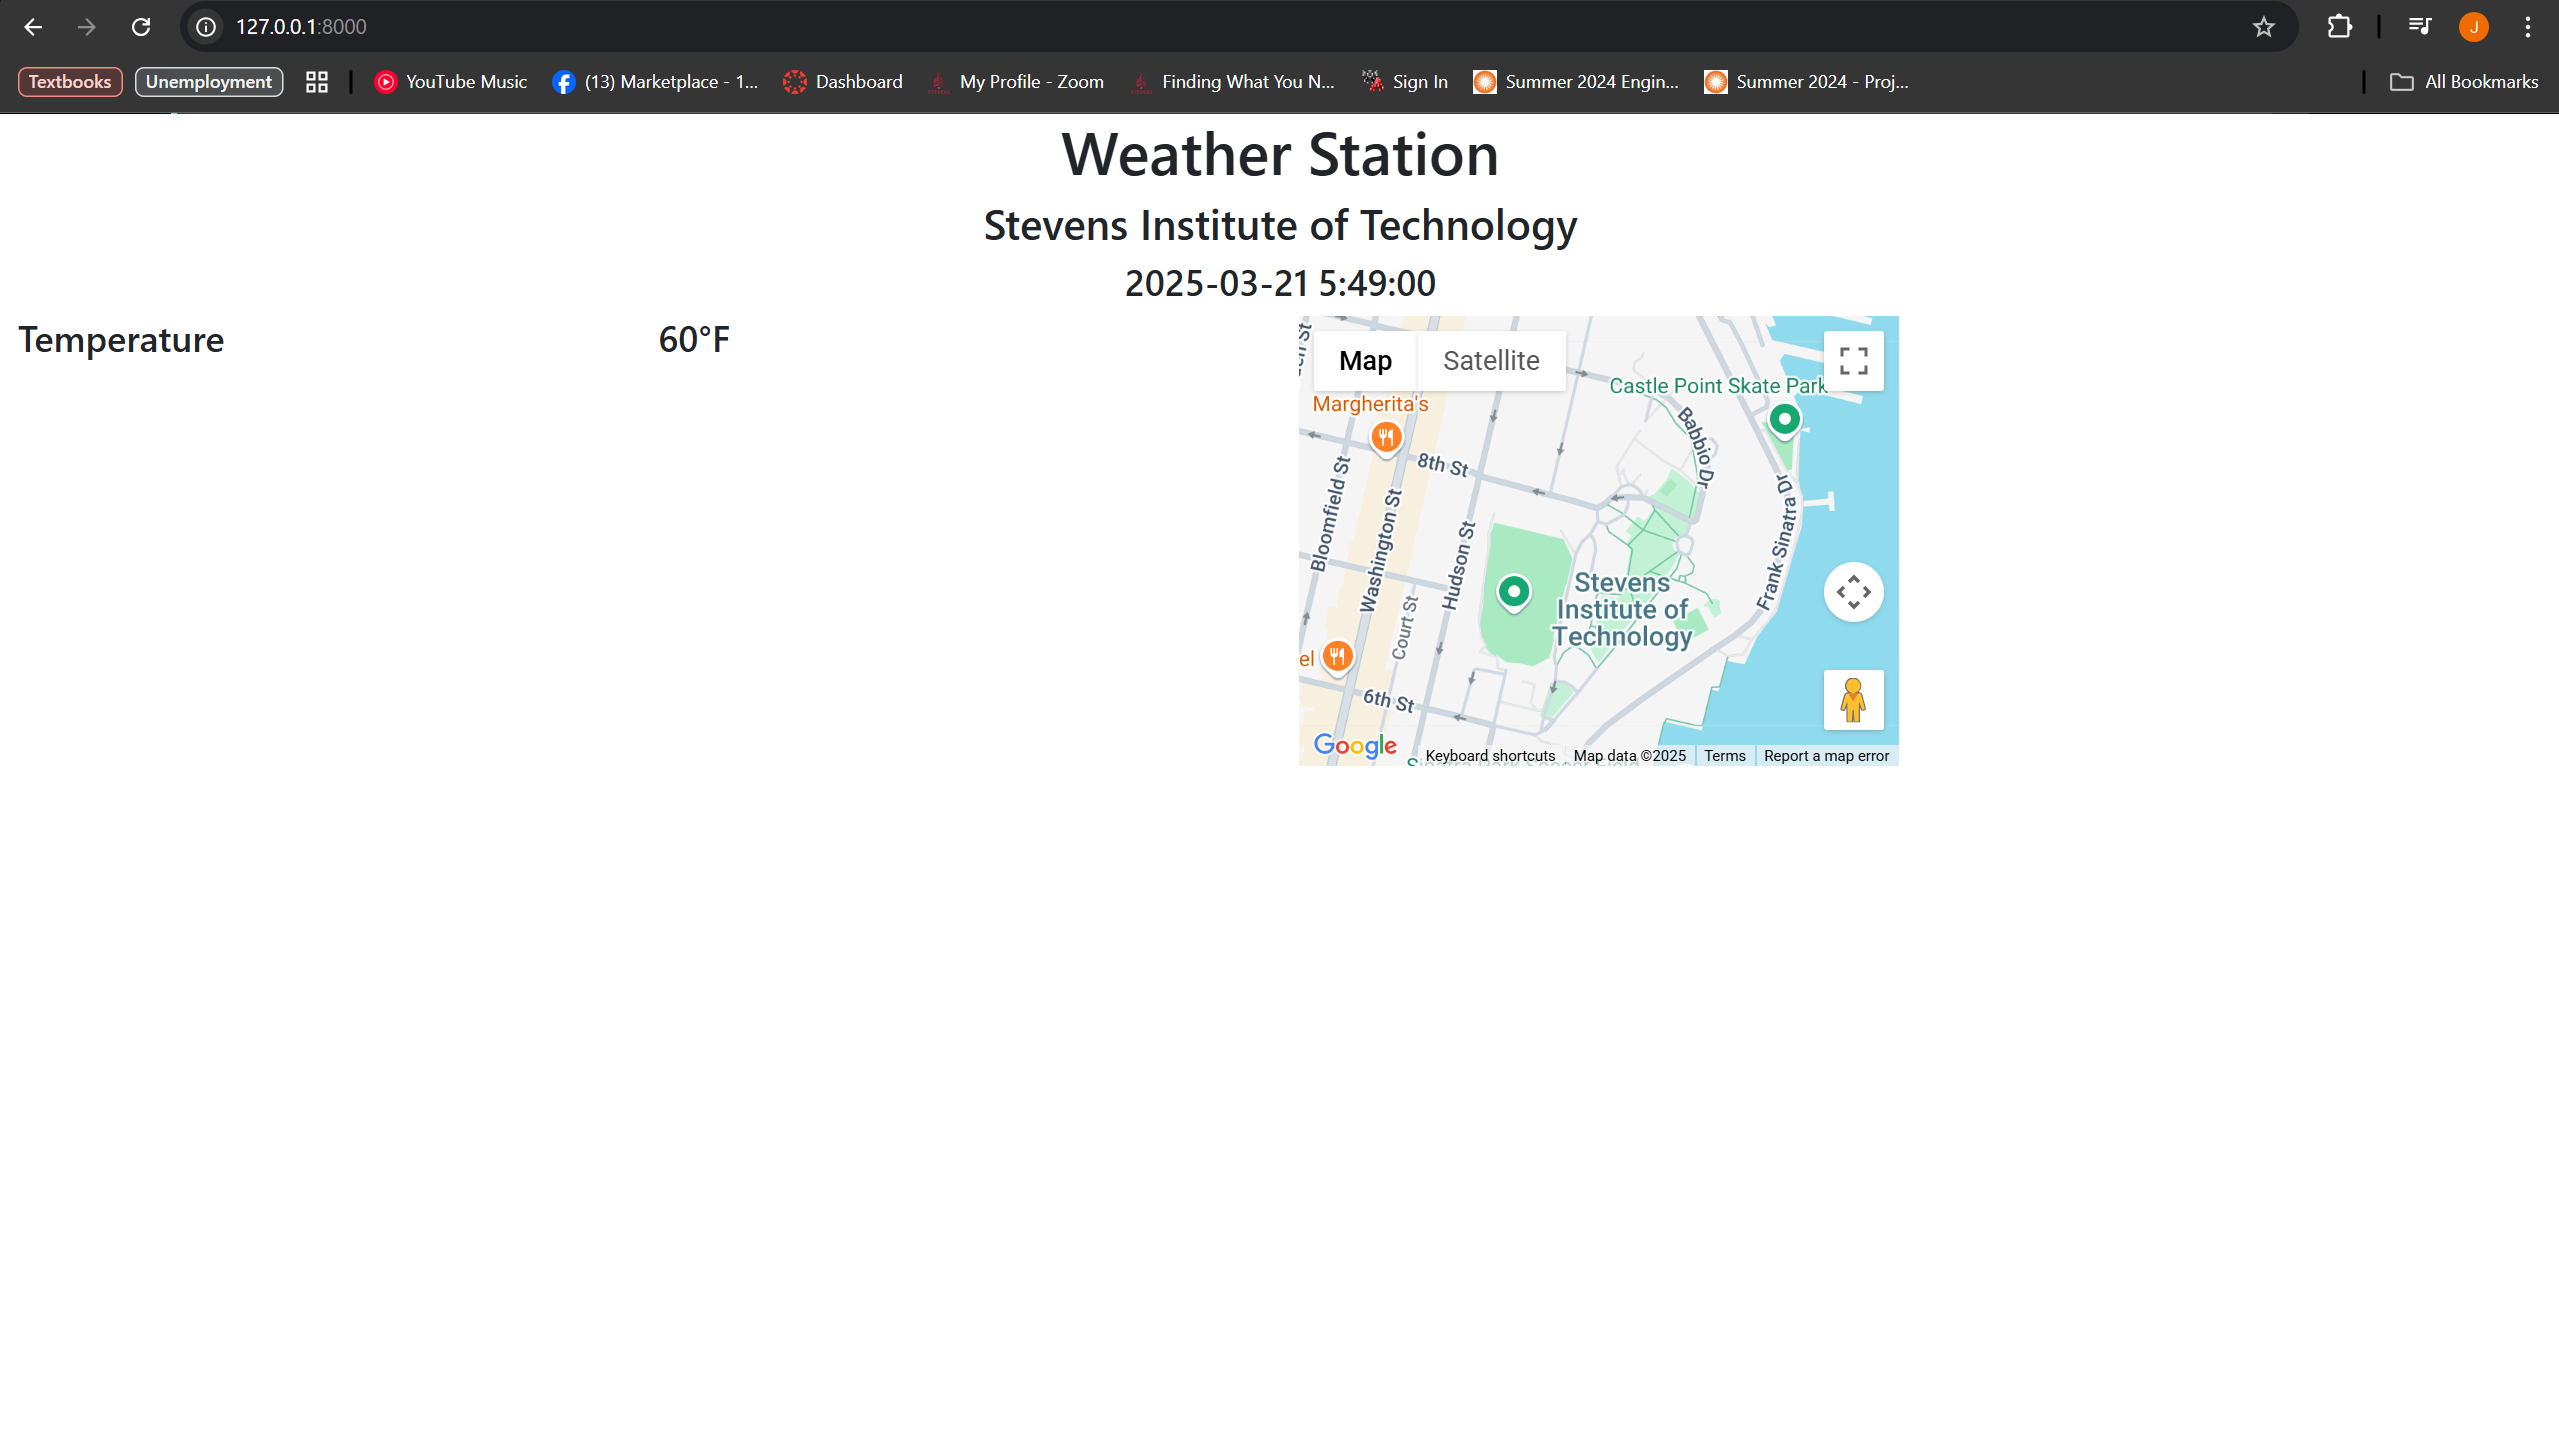 127.0.0.1:8000
Textbooks
Unemployment
YouTube Music
(13) Marketplace - 1...
Dashboard
My Profile - Zoom
Finding What You N...
Sign In
Summer 2024 Engin...
Summer 2024 - Proj...
All Bookmarks
J
Weather Station
Stevens Institute of Technology
2025-03-21 5:49:00
Temperature
60°F
Map
Satellite
Castle Point Skate Park
Margherita's
Babbio Dr
8th St
Bloomfield St
Washington St
Hudson St
Frank Sinatra Dr
Court St
Stevens
Institute of
Technology
el
6th St
Google
Keyboard shortcuts
Map data ©2025
Terms
Report a map error